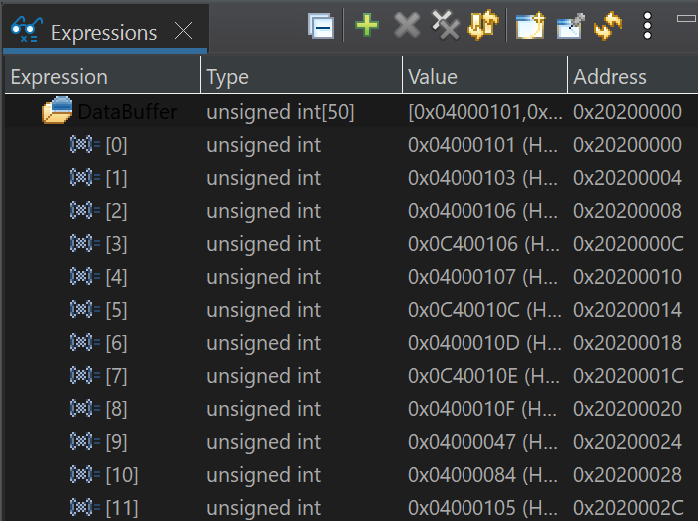 Expressions
Expression Type Value Address
DataBuffer unsigned int[50] [0x04000101,0x... 0x20200000
[0] unsigned int 0x04000101 (H... 0x20200000
[1] unsigned int 0x04000103 (H... 0x20200004
[2] unsigned int 0x04000106 (H... 0x20200008
[3] unsigned int 0x0C400106 (H... 0x2020000C
[4] unsigned int 0x04000107 (H... 0x20200010
[5] unsigned int 0x0C40010C (H... 0x20200014
[6] unsigned int 0x0400010D (H... 0x20200018
[7] unsigned int 0x0C40010E (H... 0x2020001C
[8] unsigned int 0x0400010F (H... 0x20200020
[9] unsigned int 0x04000047 (H... 0x20200024
[10] unsigned int 0x04000084 (H... 0x20200028
[11] unsigned int 0x04000105 (H... 0x2020002C